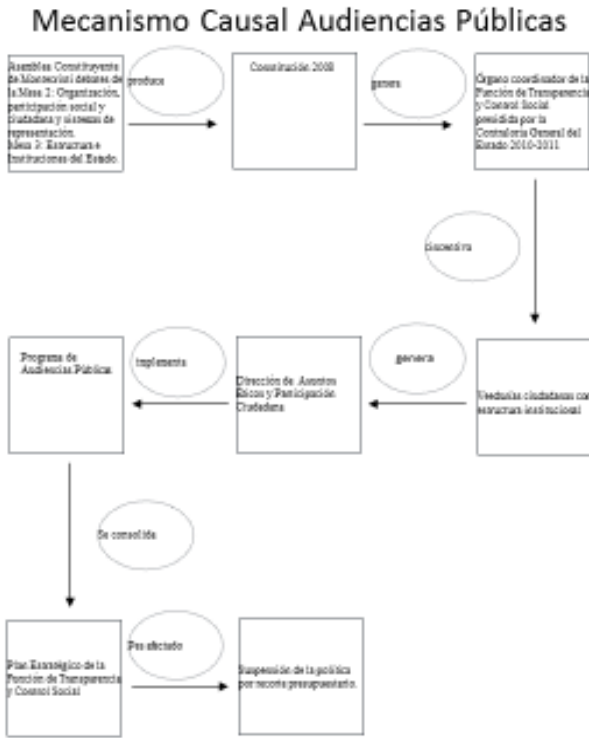 Mecanismo Causal Audiencias Públicas
Asamblea Constituyente
de Montecristi debates de
la Mesa 2: Organización,
participación social y
ciudadana y sistemas de
representación.
Mesa 3: Estructura e
Instituciones del Estado.
produce
Constitución 2008
genera
Órgano coordinador de la
Función de Transparencia
y Control Social
presidida por la
Contraloría General del
Estado 2010-2011
Veedurías ciudadanas con
estructura institucional
genera
Dirección de Asuntos
Éticos y Participación
Ciudadana
implementa
Programa de
Audiencias Públicas
Se consolida
Plan Estratégico de la
Función de Transparencia
y Control Social
afectado
Suspensión de la política
por recorte presupuestario.